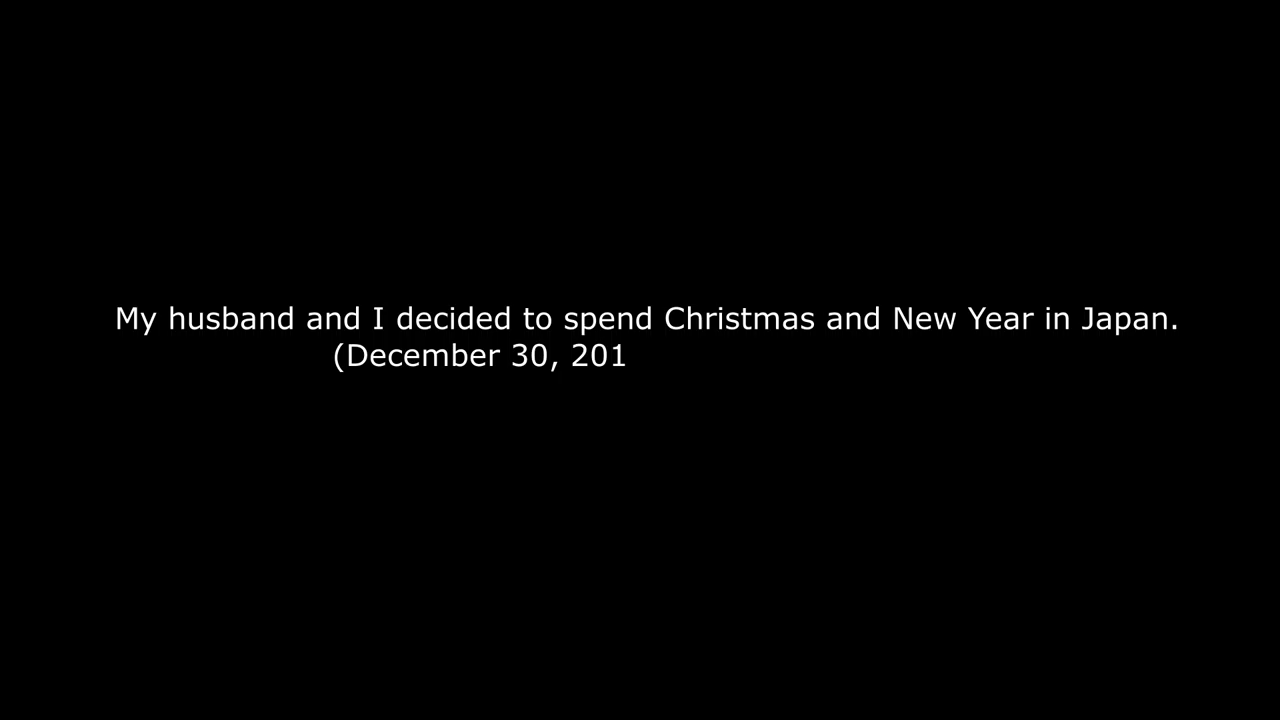 My husband and I decided to spend Christmas and New Year in Japan.
(December 30, 201